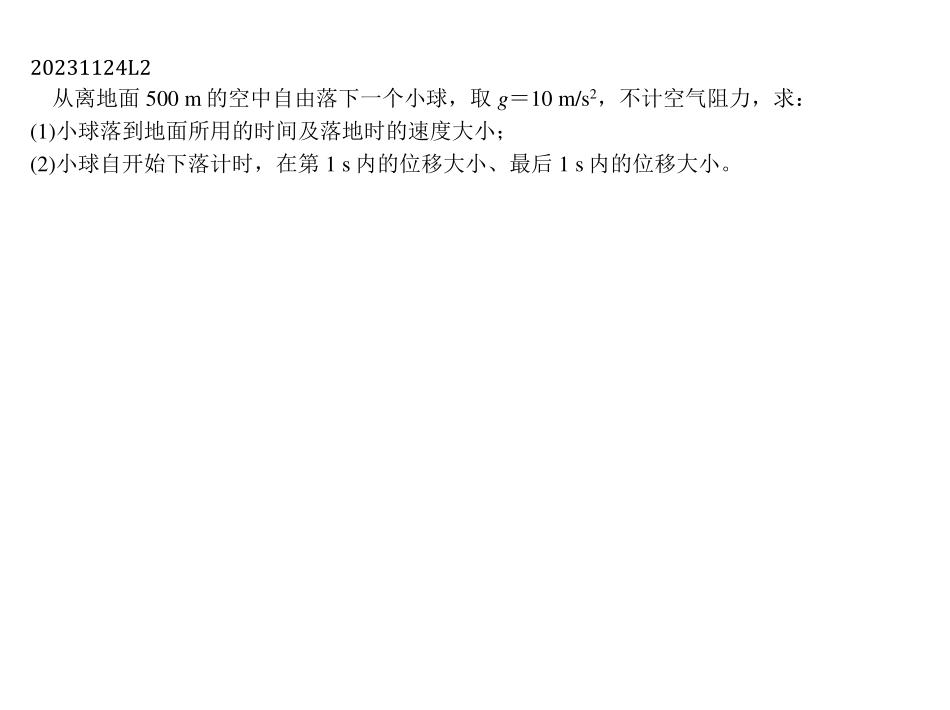 20231124L2
从离地面 500 m 的空中自由落下一个小球，取 g＝10 m/s²，不计空气阻力，求：
(1)小球落到地面所用的时间及落地时的速度大小；
(2)小球自开始下落计时，在第 1 s 内的位移大小、最后 1 s 内的位移大小。